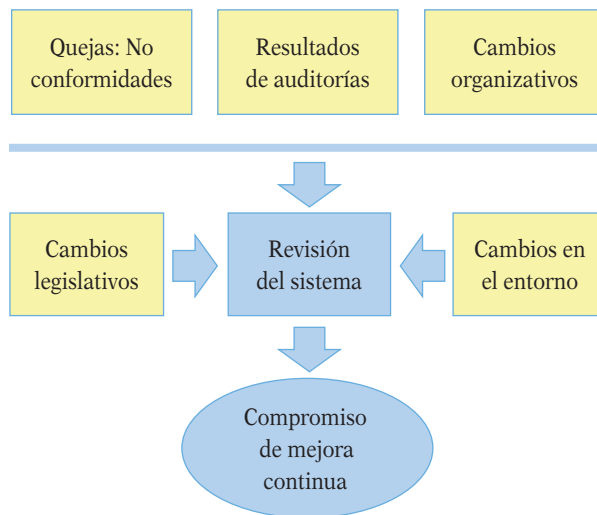 Quejas: No
conformidades
Resultados
de auditorías
Cambios
organizativos
Cambios
legislativos
Revisión
del sistema
Cambios en
el entorno
Compromiso
de mejora
continua